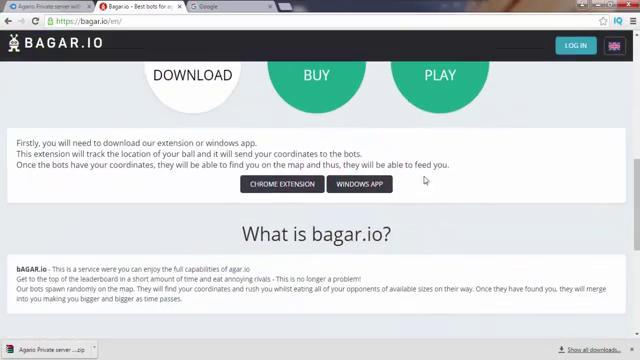 Agario Private server wit
Bagar.io - Best bots for ag
Google
https://bagar.io/en/
BAGAR.IO
LOG IN
DOWNLOAD
BUY
PLAY
Firstly, you will need to download our extension or windows app.
This extension will track the location of your ball and it will send your coordinates to the bots.
Once the bots have your coordinates, they will be able to find you on the map and thus, they will be able to feed you.
CHROME EXTENSION
WINDOWS APP
What is bagar.io?
bAGAR.io - This is a service were you can enjoy the full capabilities of agar.io
Get to the top of the leaderboard in a short amount of time and eat annoying rivals - This is no longer a problem!
Our bots spawn randomly on the map. They will find your coordinates and rush you whilst eating all of your opponents of available sizes on their way. Once they have found you, they will merge
into you making you bigger and bigger as time passes.
Agario Private server ....zip
Show all downloads...